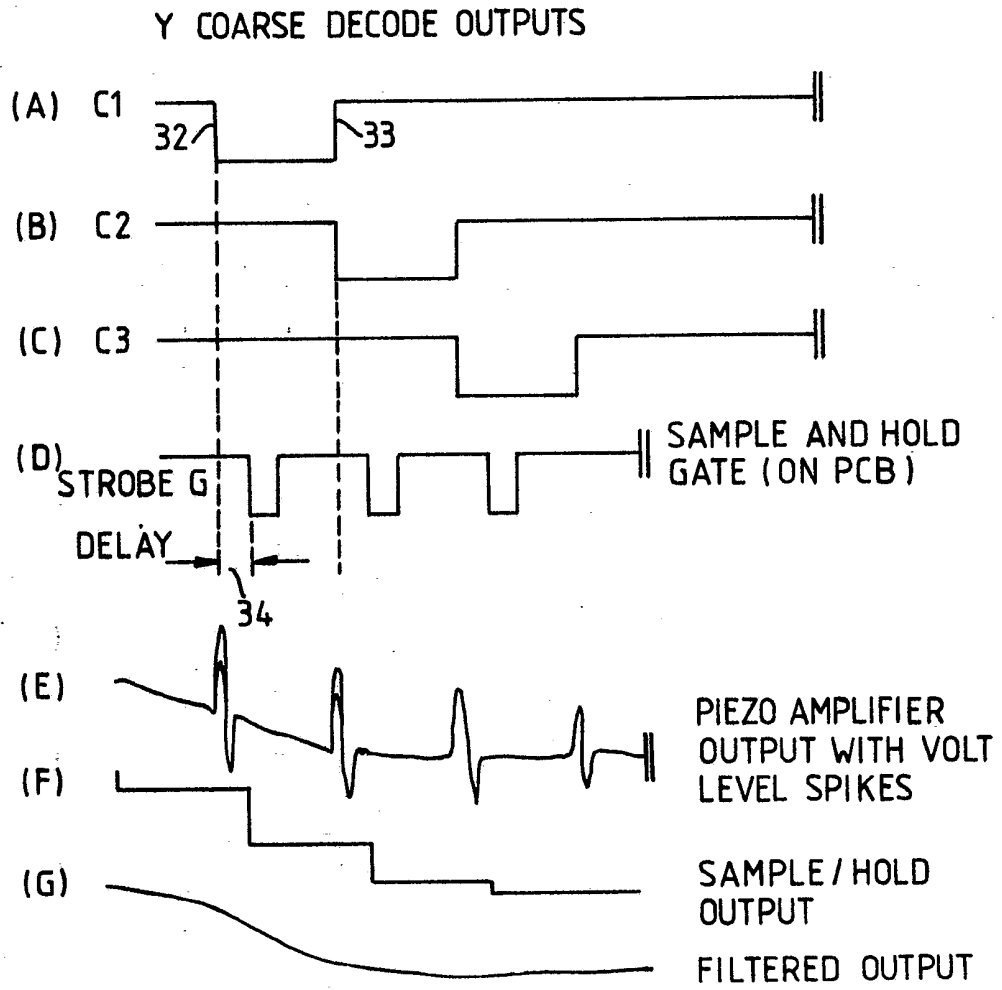 Y COARSE DECODE OUTPUTS
(A) C1
32
33
(B) C2
(C) C3
(D)
STROBE G
SAMPLE AND HOLD
GATE (ON PCB)
DELAY
34
(E)
PIEZO AMPLIFIER
OUTPUT WITH VOLT
LEVEL SPIKES
(F)
SAMPLE/HOLD
OUTPUT
(G)
FILTERED OUTPUT